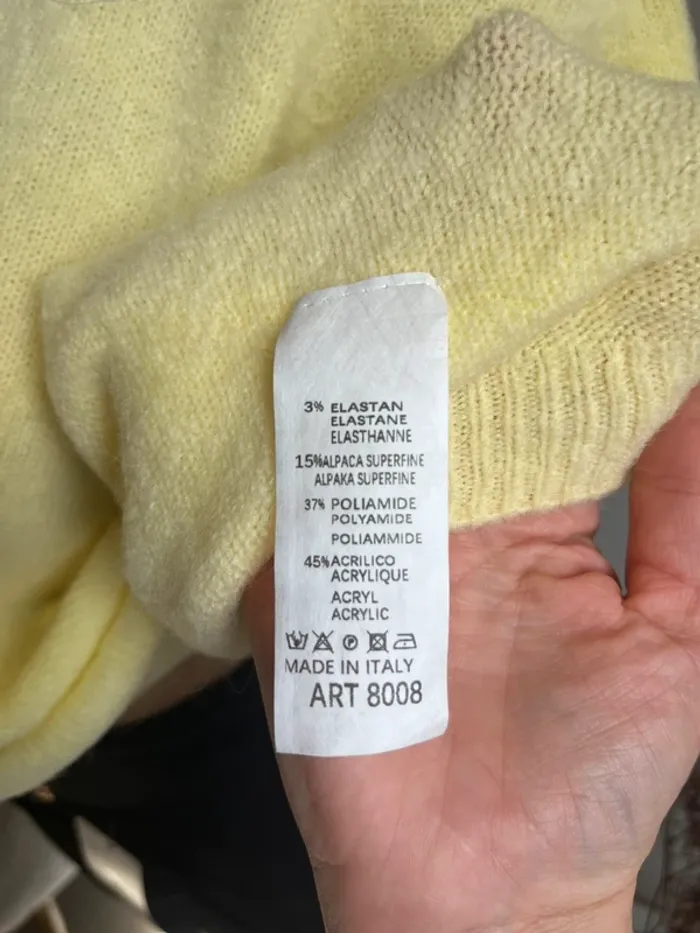 3% ELASTAN
ELASTANE
ELASTHANNE
15%ALPACA SUPERFINE
ALPAKA SUPERFINE
37% POLIAMIDE
POLYAMIDE
POLIAMMIDE
45%ACRILICO
ACRYLIQUE
ACRYL
ACRYLIC
P
MADE IN ITALY
ART 8008